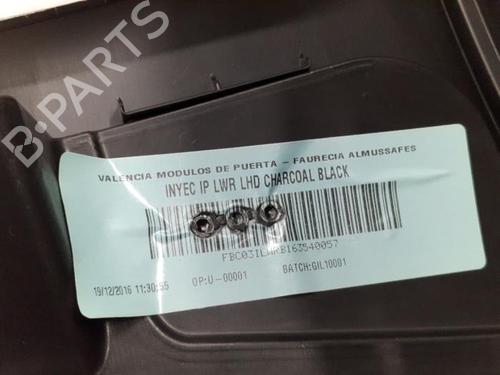 B-PARTS
VALENCIA MODULOS DE PUERTA - FAURECIA ALMUSSAFES
INYEC IP LWR LHD CHARCOAL BLACK
19/12/2016 11:30:55
OP:U-00001
BATCH:GIL10001